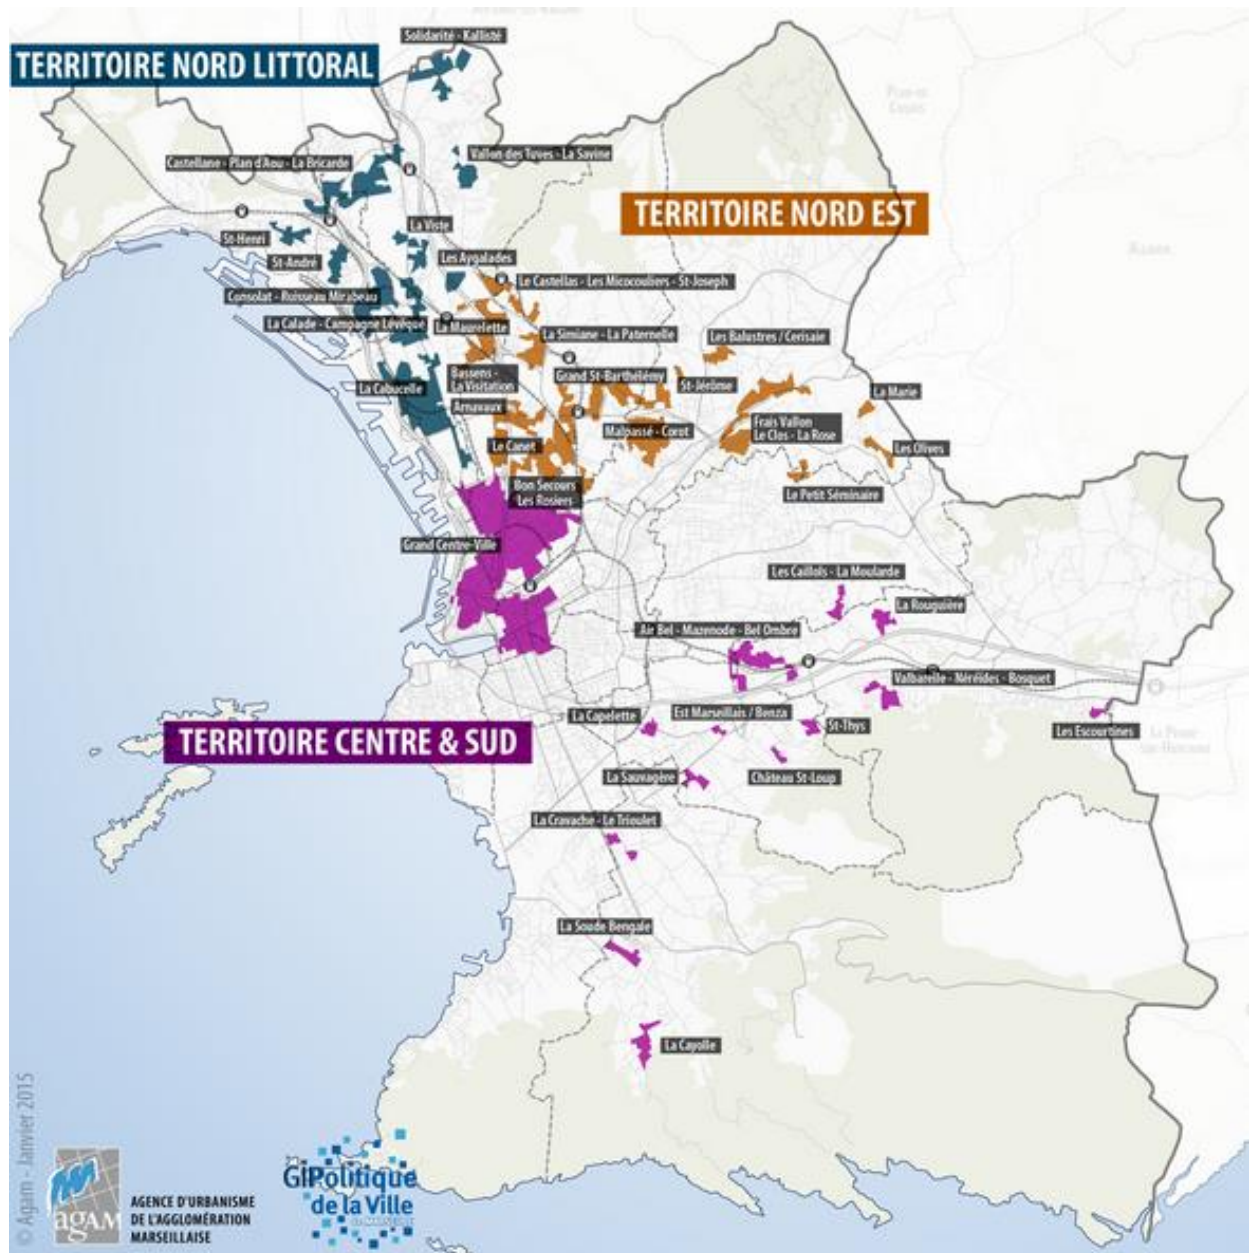 Solidarité - Kallisté
TERRITOIRE NORD LITTORAL
Castellane - Plan d'Aou - La Bricarde
Vallon des Tuves - La Savine
TERRITOIRE NORD EST
La Viste
St-Henri
St-André
Les Aygalades
Le Castellas - Les Micocouliers - St-Joseph
Consolat - Ruisseau Mirabeau
La Calade - Campagne Lévêque
La Maurelette
La Simiane - La Paternelle
Les Balustres / Cerisaie
Bassens -
La Visitation
Grand St-Barthélémy
St-Jérôme
La Cabucelle
La Marie
Arnavaux
Malpassé - Corot
Frais Vallon
Le Clos - La Rose
Le Canet
Les Olives
Bon Secours
Les Rosiers
Le Petit Séminaire
Grand Centre-Ville
Les Caillols - La Moularde
La Rouguière
Air Bel - Mazenode - Bel Ombre
Valbarelle - Néréides - Bosquet
La Capelette
Est Marseillais / Benza
St-Thys
Les Escourtines
TERRITOIRE CENTRE & SUD
La Sauvagère
Château St-Loup
La Cravache - Le Trioulet
La Soude Bengale
La Cayolle
© Agam - Janvier 2015
agAM
AGENCE D'URBANISME
DE L'AGGLOMÉRATION
MARSEILLAISE
GIPolitique
de la Ville